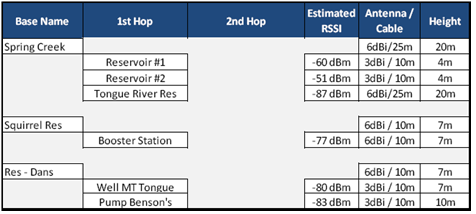 Base Name 1st Hop 2nd Hop Estimated RSSI Antenna / Cable Height
Spring Creek 6dBi/25m 20m
Reservoir #1 -60 dBm 3dBi / 10m 4m
Reservoir #2 -51 dBm 3dBi / 10m 4m
Tongue River Res -87 dBm 6dBi/25m 20m
Squirrel Res 6dBi / 10m 7m
Booster Station -77 dBm 6dBi / 10m 7m
Res - Dans 6dBi / 10m 7m
Well MT Tongue -80 dBm 3dBi / 10m 7m
Pump Benson's -83 dBm 3dBi / 10m 10m